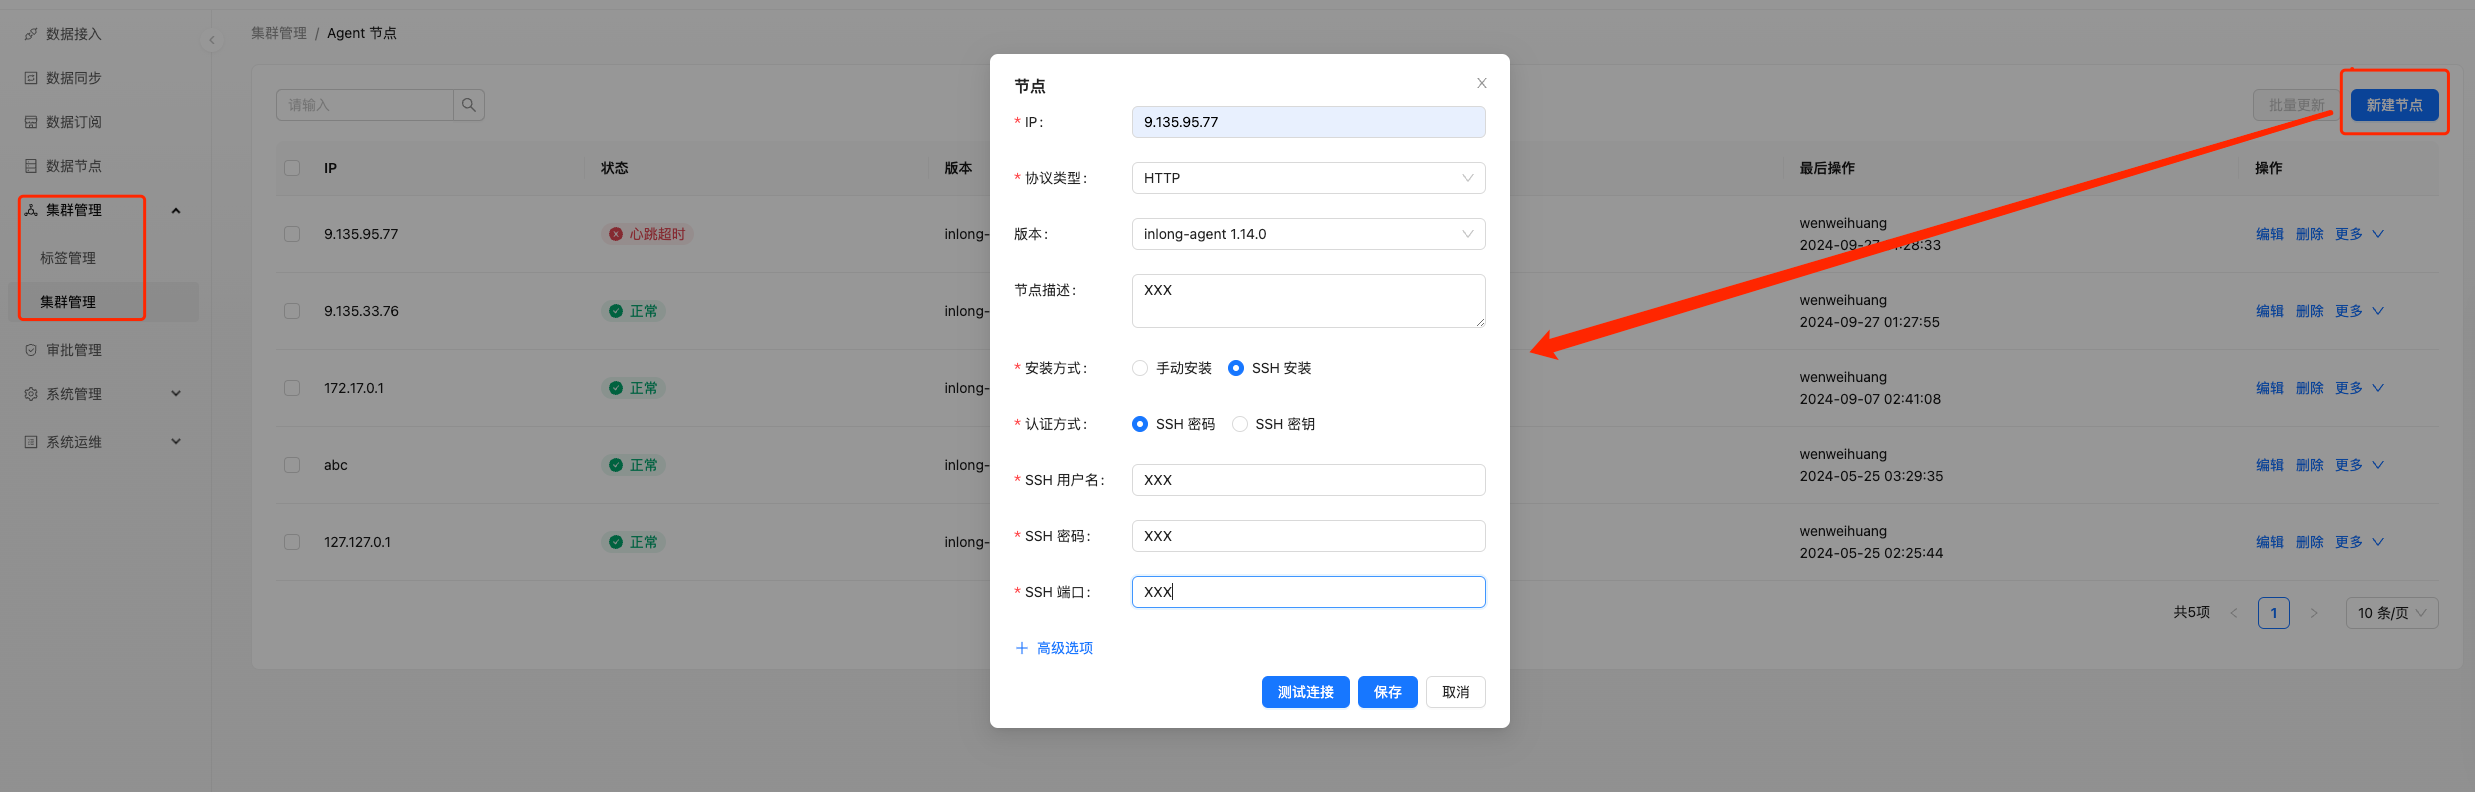 数据接入
数据同步
数据订阅
数据节点
集群管理
标签管理
集群管理
审批管理
系统管理
系统运维
集群管理 / Agent 节点
请输入
批量更新
新建节点
IP 状态 版本 最后操作 操作
9.135.95.77 心跳超时 inlong- wenweihuang 编辑 删除 更多
2024-09-27 :28:33
9.135.33.76 正常 inlong- wenweihuang 编辑 删除 更多
2024-09-27 01:27:55
172.17.0.1 正常 inlong- wenweihuang 编辑 删除 更多
2024-09-07 02:41:08
abc 正常 inlong- wenweihuang 编辑 删除 更多
2024-05-25 03:29:35
127.127.0.1 正常 inlong- wenweihuang 编辑 删除 更多
2024-05-25 02:25:44
共5项 < 1 > 10 条/页
节点
* IP: 9.135.95.77
* 协议类型: HTTP
版本: inlong-agent 1.14.0
节点描述: XXX
* 安装方式: 手动安装 SSH 安装
* 认证方式: SSH 密码 SSH 密钥
* SSH 用户名: XXX
* SSH 密码: XXX
* SSH 端口: XXX
+ 高级选项
测试连接 保存 取消